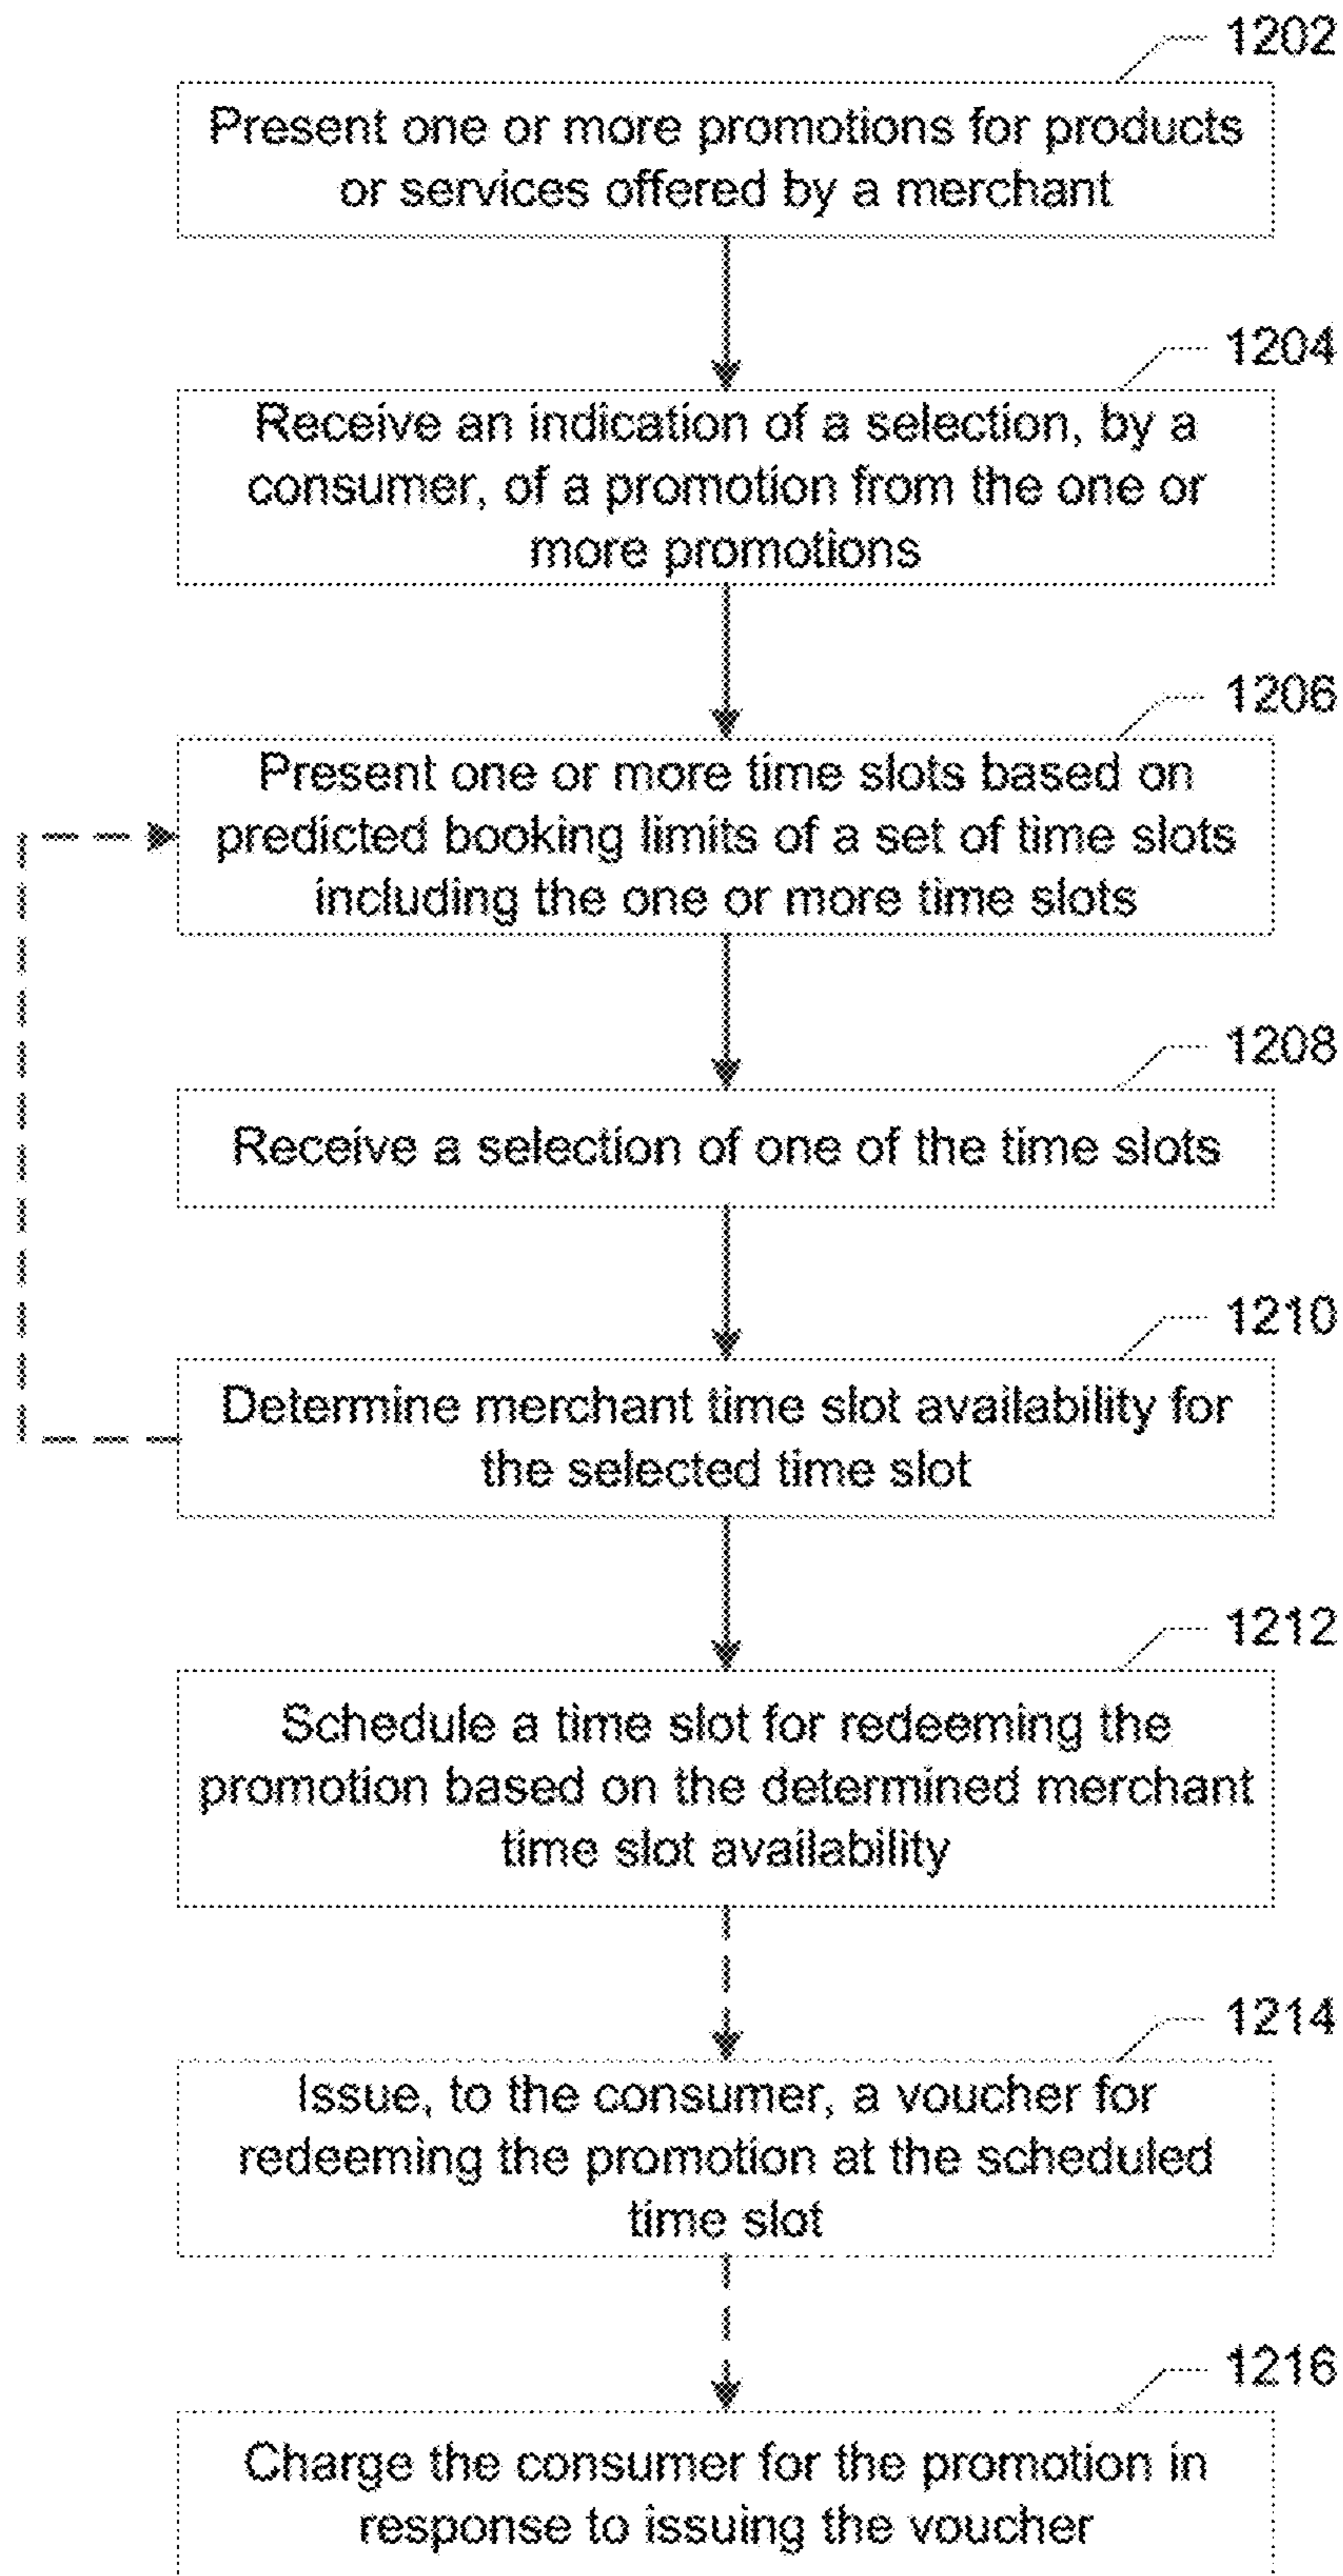 1202
Present one or more promotions for products
or services offered by a merchant
1204
Receive an indication of a selection, by a
consumer, of a promotion from the one or
more promotions
1206
Present one or more time slots based on
predicted booking limits of a set of time slots
including the one or more time slots
1208
Receive a selection of one of the time slots
1210
Determine merchant time slot availability for
the selected time slot
1212
Schedule a time slot for redeeming the
promotion based on the determined merchant
time slot availability
1214
Issue, to the consumer, a voucher for
redeeming the promotion at the scheduled
time slot
1216
Charge the consumer for the promotion in
response to issuing the voucher